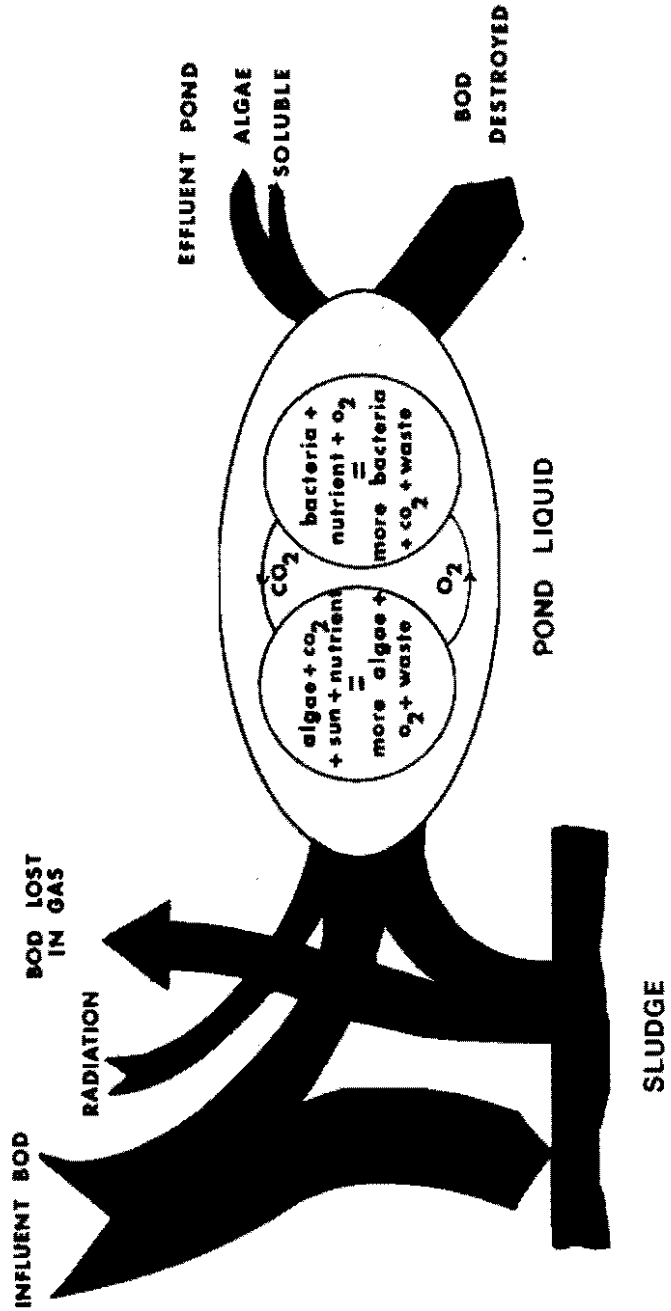 INFLUENT BOD
RADIATION
BOD LOST
IN GAS
SLUDGE
algae + co2
+ sun + nutrient
=
more algae +
o2 + waste
CO2
O2
bacteria +
nutrient + o2
=
more bacteria
+ co2 + waste
POND LIQUID
EFFLUENT POND
ALGAE
SOLUBLE
BOD
DESTROYED